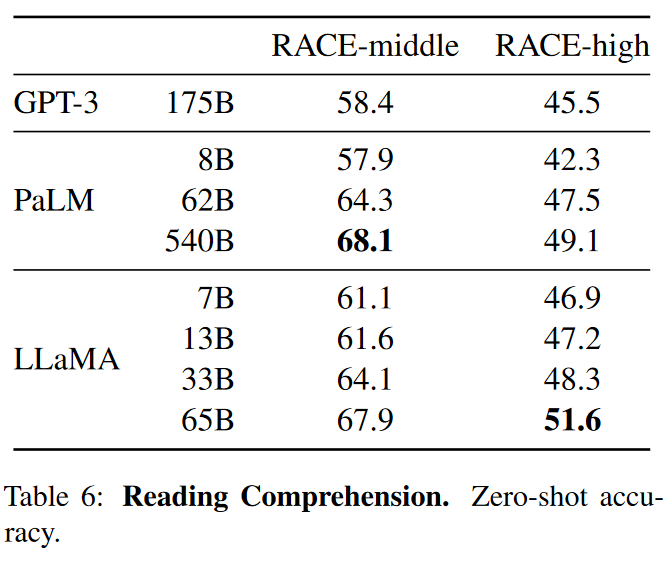 RACE-middle RACE-high
GPT-3 175B 58.4 45.5
8B 57.9 42.3
PaLM 62B 64.3 47.5
540B 68.1 49.1
7B 61.1 46.9
13B 61.6 47.2
LLaMA
33B 64.1 48.3
65B 67.9 51.6
Table 6: Reading Comprehension. Zero-shot accu-
racy.